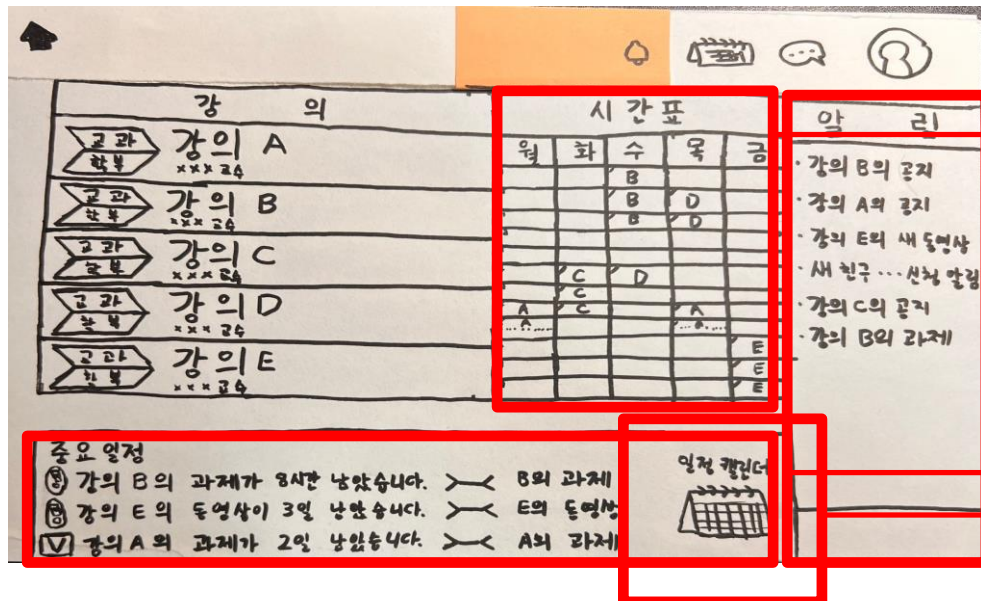 강 의
교과
학부
강의 A
xxx 교수
교과
학부
강의 B
xxx 교수
교과
학부
강의 C
xxx 교수
교과
학부
강의 D
xxx 교수
교과
학부
강의 E
xxx 교수
시간표
월 화 수 목 금
B
B D
B D
C D
C
A C A
A
E
E
E
알 리
· 강의 B의 공지
· 강의 A의 공지
· 강의 E의 새 동영상
· 새 친구 ... 신청 알림
· 강의 C의 공지
· 강의 B의 과제
중요일정
강의 B의 과제가 8시간 남았습니다. B의 과제
강의 E의 동영상이 3일 남았습니다. E의 동영상
V 강의 A의 과제가 2일 남았습니다. A의 과제
일정 캘린더